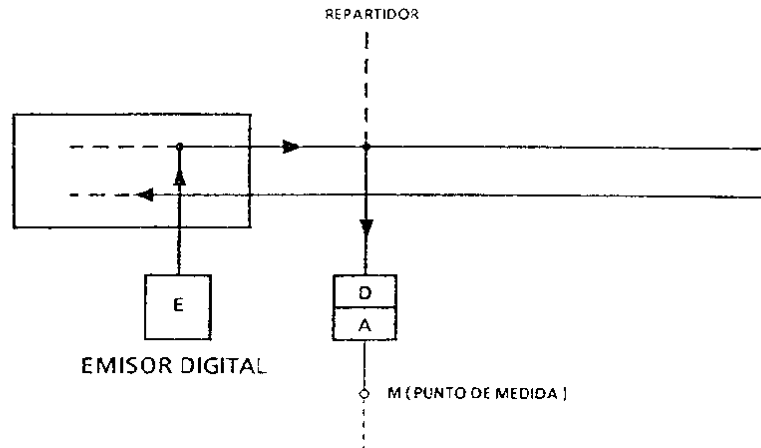 REPARTIDOR
E
D
A
EMISOR DIGITAL
M (PUNTO DE MEDIDA)